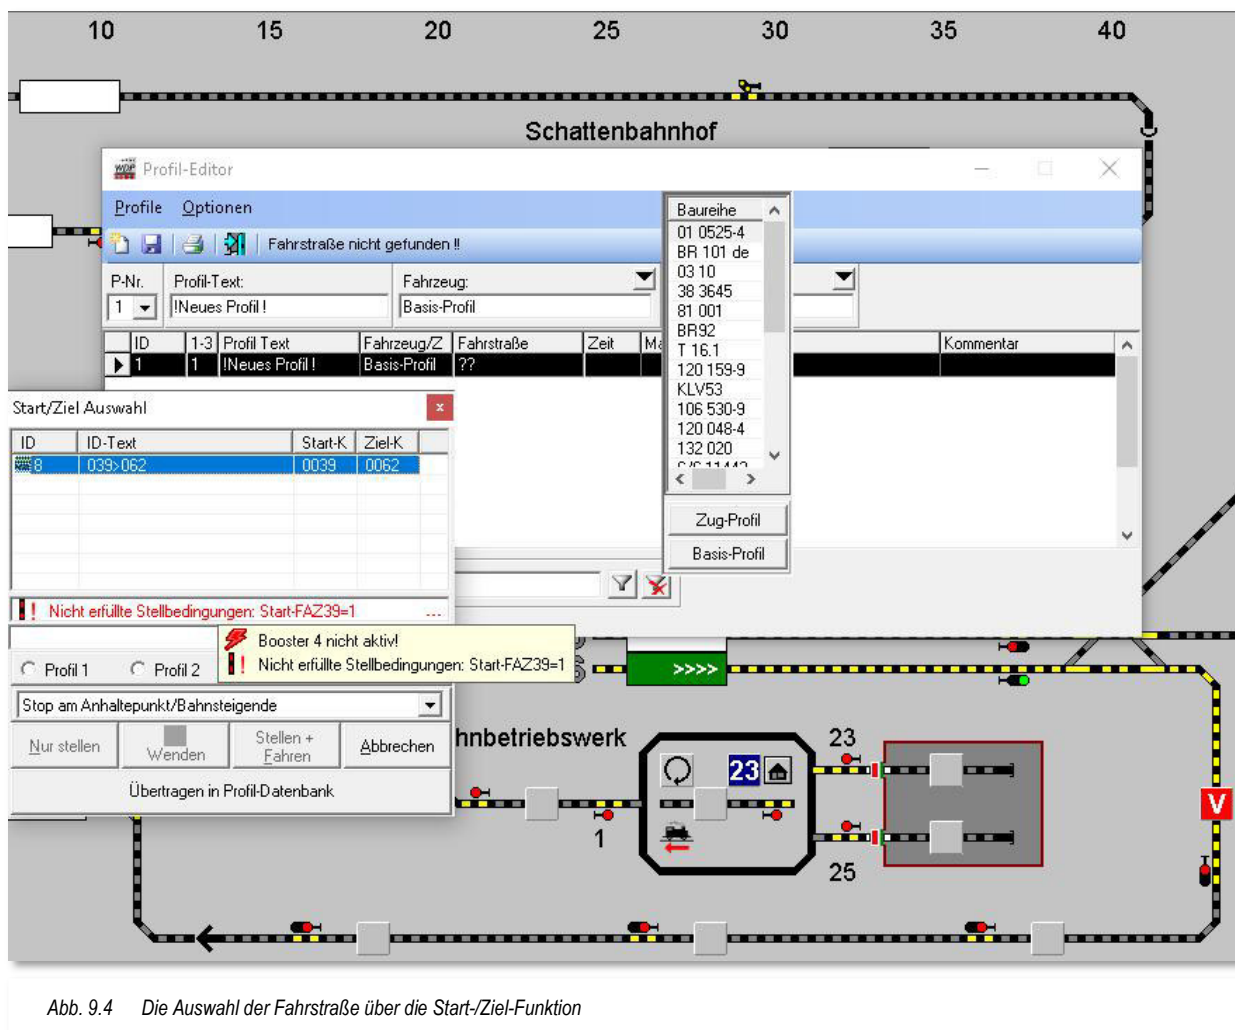 10 15 20 25 30 35 40
Schattenbahnhof
Profil-Editor
Profile Optionen
Fahrstraße nicht gefunden !!
P-Nr. Profil-Text: Fahrzeug:
1 !Neues Profil ! Basis-Profil
ID 1-3 Profil Text Fahrzeug/Z Fahrstraße Zeit Kommentar
1 1 !Neues Profil ! Basis-Profil ??
Baureihe
01 0525-4
BR 101 de
03 10
38 3645
81 001
BR92
T 16.1
120 159-9
KLV53
106 530-9
120 048-4
132 020
Zug-Profil
Basis-Profil
Start/Ziel Auswahl
ID ID-Text Start-K Ziel-K
8 039>062 0039 0062
! Nicht erfüllte Stellbedingungen: Start-FAZ39=1 ...
Booster 4 nicht aktiv!
! Nicht erfüllte Stellbedingungen: Start-FAZ39=1
Profil 1 Profil 2
Stop am Anhaltepunkt/Bahnsteigende
Nur stellen Wenden Stellen + Fahren Abbrechen
Übertragen in Profil-Datenbank
>>>>
hnbetriebswerk
23
23
1
25
V
Abb. 9.4 Die Auswahl der Fahrstraße über die Start-/Ziel-Funktion